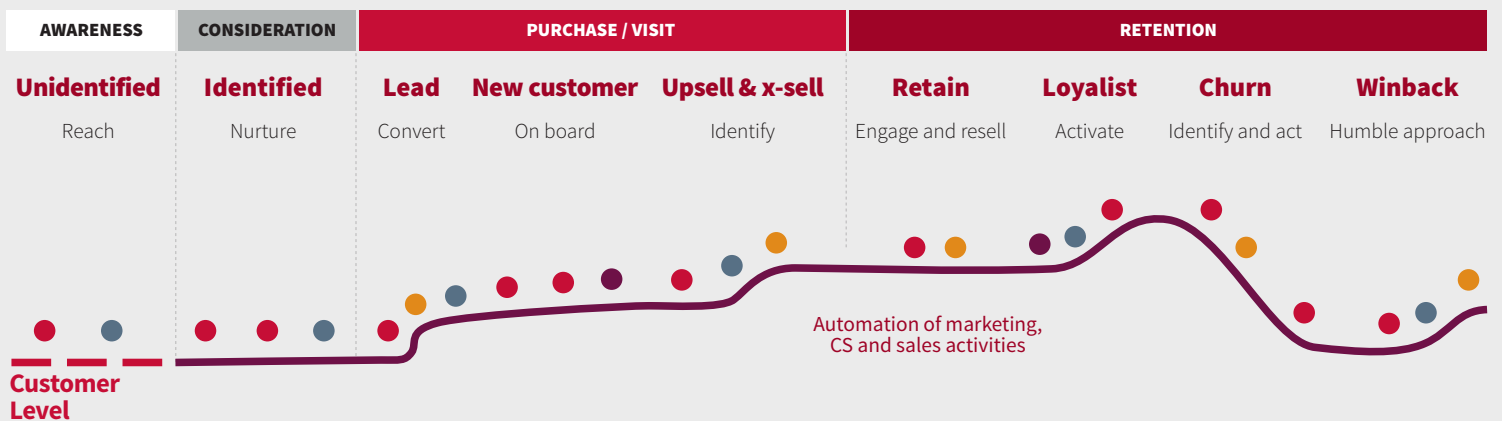 AWARENESS
CONSIDERATION
PURCHASE / VISIT
RETENTION
Unidentified
Identified
Lead
New customer
Upsell & x-sell
Retain
Loyalist
Churn
Winback
Reach
Nurture
Convert
On board
Identify
Engage and resell
Activate
Identify and act
Humble approach
Automation of marketing,
CS and sales activities
Customer
Level